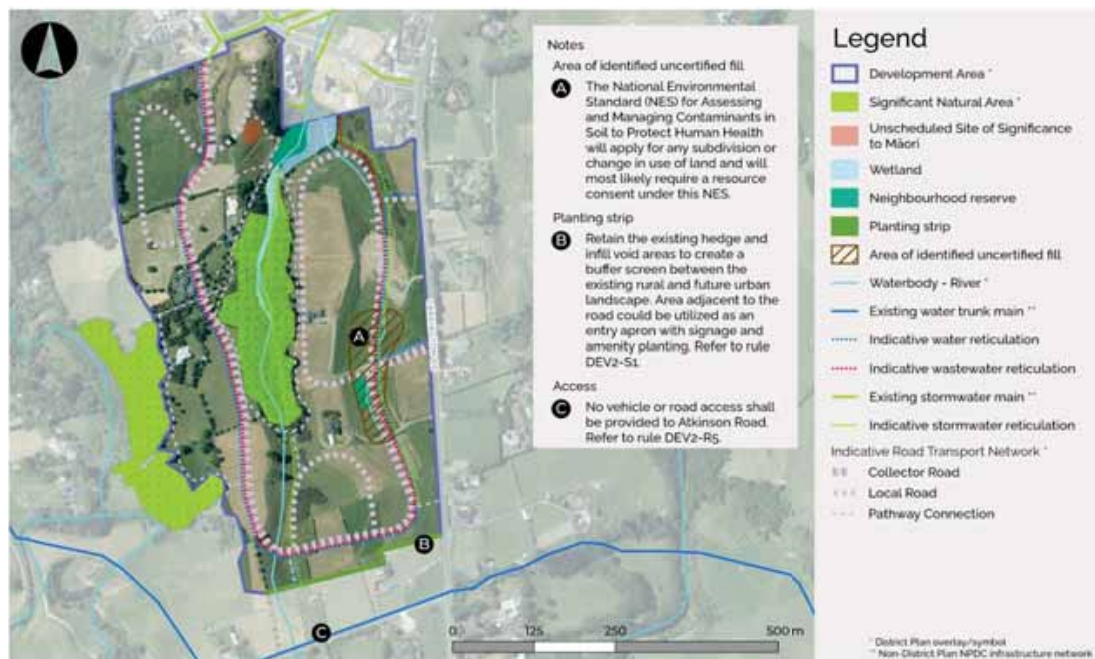 Notes
Area of identified uncertified fill
A
The National Environmental
Standard (NES) for Assessing
and Managing Contaminants in
Soil to Protect Human Health
will apply for any subdivision or
change in use of land and will
most likely require a resource
consent under this NES.
Planting strip
B
Retain the existing hedge and
infill void areas to create a
buffer screen between the
existing rural and future urban
landscape. Area adjacent to the
road could be utilized as an
entry apron with signage and
amenity planting. Refer to rule
DEV2-S1.
Access
C
No vehicle or road access shall
be provided to Atkinson Road.
Refer to rule DEV2-R5.
A
B
C
0 125 250 500 m
Legend
Development Area *
Significant Natural Area *
Unscheduled Site of Significance
to Māori
Wetland
Neighbourhood reserve
Planting strip
Area of identified uncertified fill
Waterbody - River *
Existing water trunk main **
Indicative water reticulation
Indicative wastewater reticulation
Existing stormwater main **
Indicative stormwater reticulation
Indicative Road Transport Network *
Collector Road
Local Road
Pathway Connection
* District Plan overlay/symbol
** Non-District Plan NPDC infrastructure network